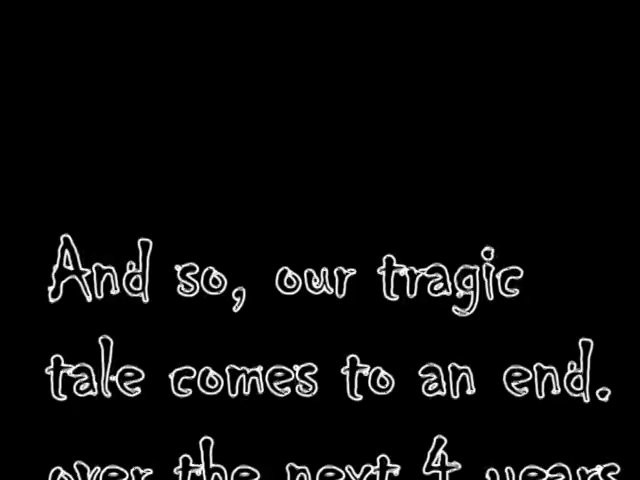 And so, our tragic
tale comes to an end.
over the next 4 years